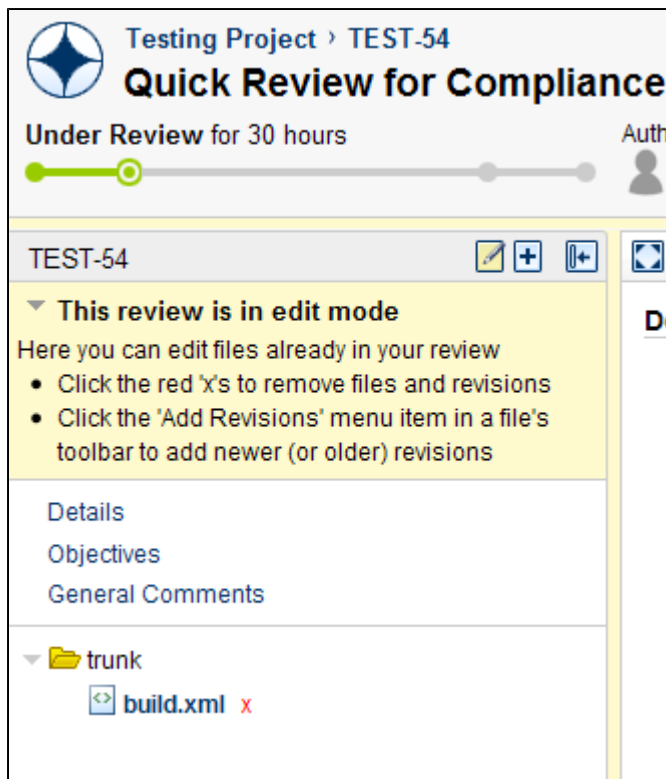 Testing Project › TEST-54
Quick Review for Compliance
Under Review for 30 hours
Auth
TEST-54
This review is in edit mode
Here you can edit files already in your review
• Click the red 'x's to remove files and revisions
• Click the 'Add Revisions' menu item in a file's
toolbar to add newer (or older) revisions
Details
Objectives
General Comments
trunk
build.xml x